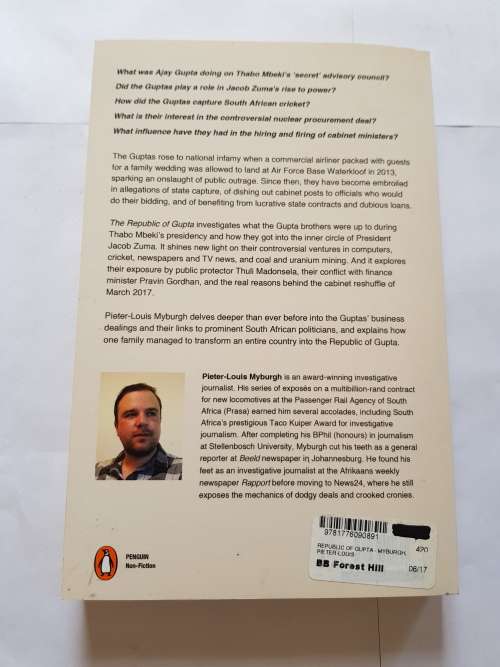 What was Ajay Gupta doing on Thabo Mbeki's 'secret' advisory council?
Did the Guptas play a role in Jacob Zuma's rise to power?
How did the Guptas capture South African cricket?
What is their interest in the controversial nuclear procurement deal?
What influence have they had in the hiring and firing of cabinet ministers?
The Guptas rose to national infamy when a commercial airliner packed with guests
for a family wedding was allowed to land at Air Force Base Waterkloof in 2013,
sparking an onslaught of public outrage. Since then, they have become embroiled
in allegations of state capture, of dishing out cabinet posts to officials who would
do their bidding, and of benefiting from lucrative state contracts and dubious loans.
The Republic of Gupta investigates what the Gupta brothers were up to during
Thabo Mbeki's presidency and how they got into the inner circle of President
Jacob Zuma. It shines new light on their controversial ventures in computers,
cricket, newspapers and TV news, and coal and uranium mining. And it explores
their exposure by public protector Thuli Madonsela, their conflict with finance
minister Pravin Gordhan, and the real reasons behind the cabinet reshuffle of
March 2017.
Pieter-Louis Myburgh delves deeper than ever before into the Guptas' business
dealings and their links to prominent South African politicians, and explains how
one family managed to transform an entire country into the Republic of Gupta.
Pieter-Louis Myburgh is an award-winning investigative
journalist. His series of exposés on a multibillion-rand contract
for new locomotives at the Passenger Rail Agency of South
Africa (Prasa) earned him several accolades, including South
Africa's prestigious Taco Kuiper Award for investigative
journalism. After completing his BPhil (honours) in journalism
at Stellenbosch University, Myburgh cut his teeth as a general
reporter at Beeld newspaper in Johannesburg. He found his
feet as an investigative journalist at the Afrikaans weekly
newspaper Rapport before moving to News24, where he still
exposes the mechanics of dodgy deals and crooked cronies.
PENGUIN
Non-Fiction
9781776090891
REPUBLIC OF GUPTA - MYBURGH, 420
PIETER-LOUIS
BB Forest Hill 06/17